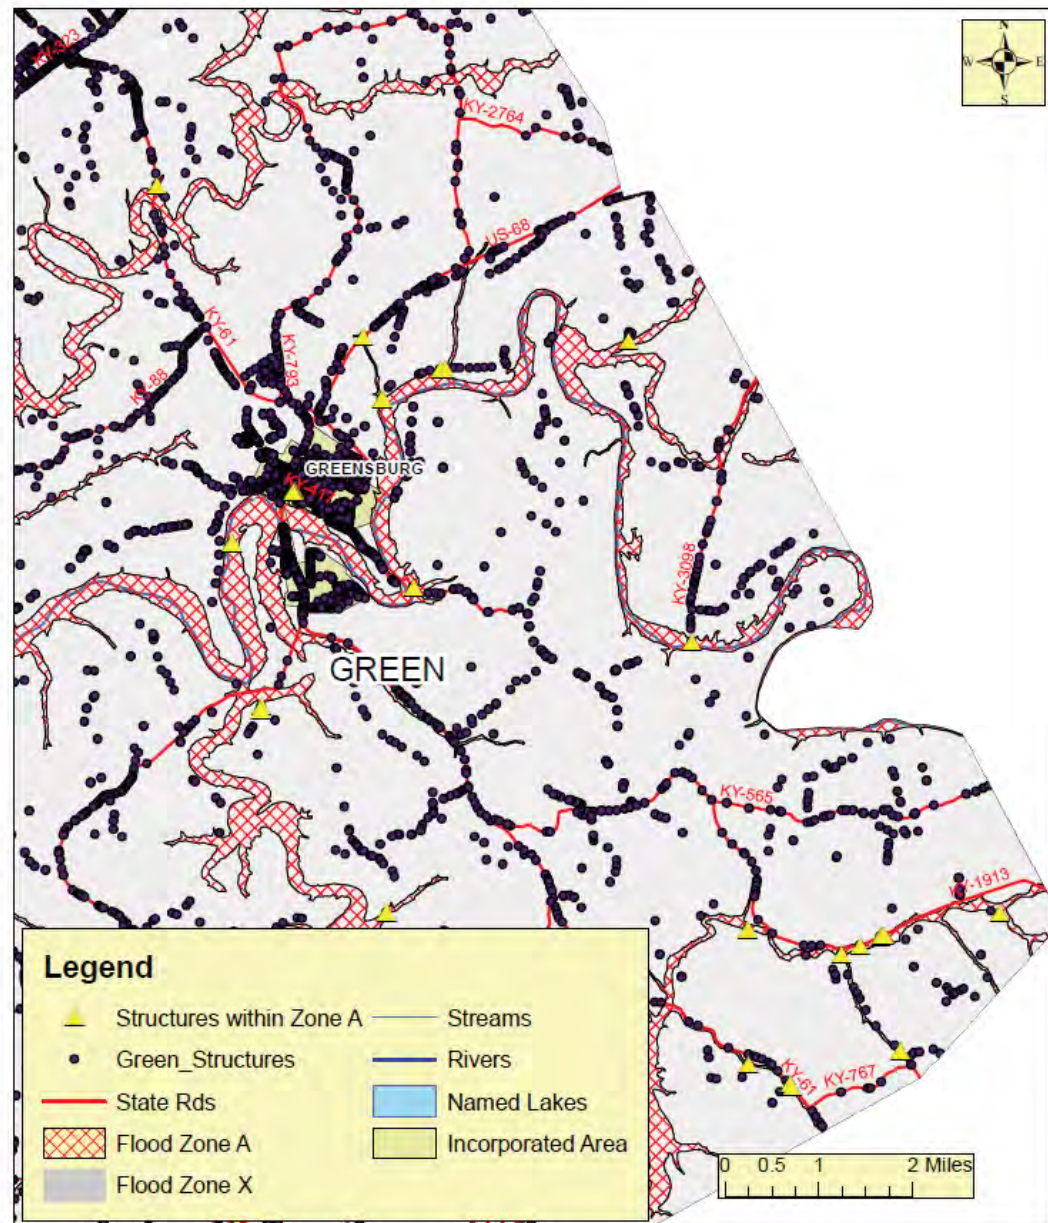 N
W E
S
KY-323
KY-2764
US-68
KY-61
KY-793
KY-88
GREENSBURG
KY-417
KY-3098
GREEN
KY-565
KY-1913
KY-61
KY-767
Legend
Structures within Zone A
Streams
Green_Structures
Rivers
State Rds
Named Lakes
Flood Zone A
Incorporated Area
Flood Zone X
0 0.5 1 2 Miles